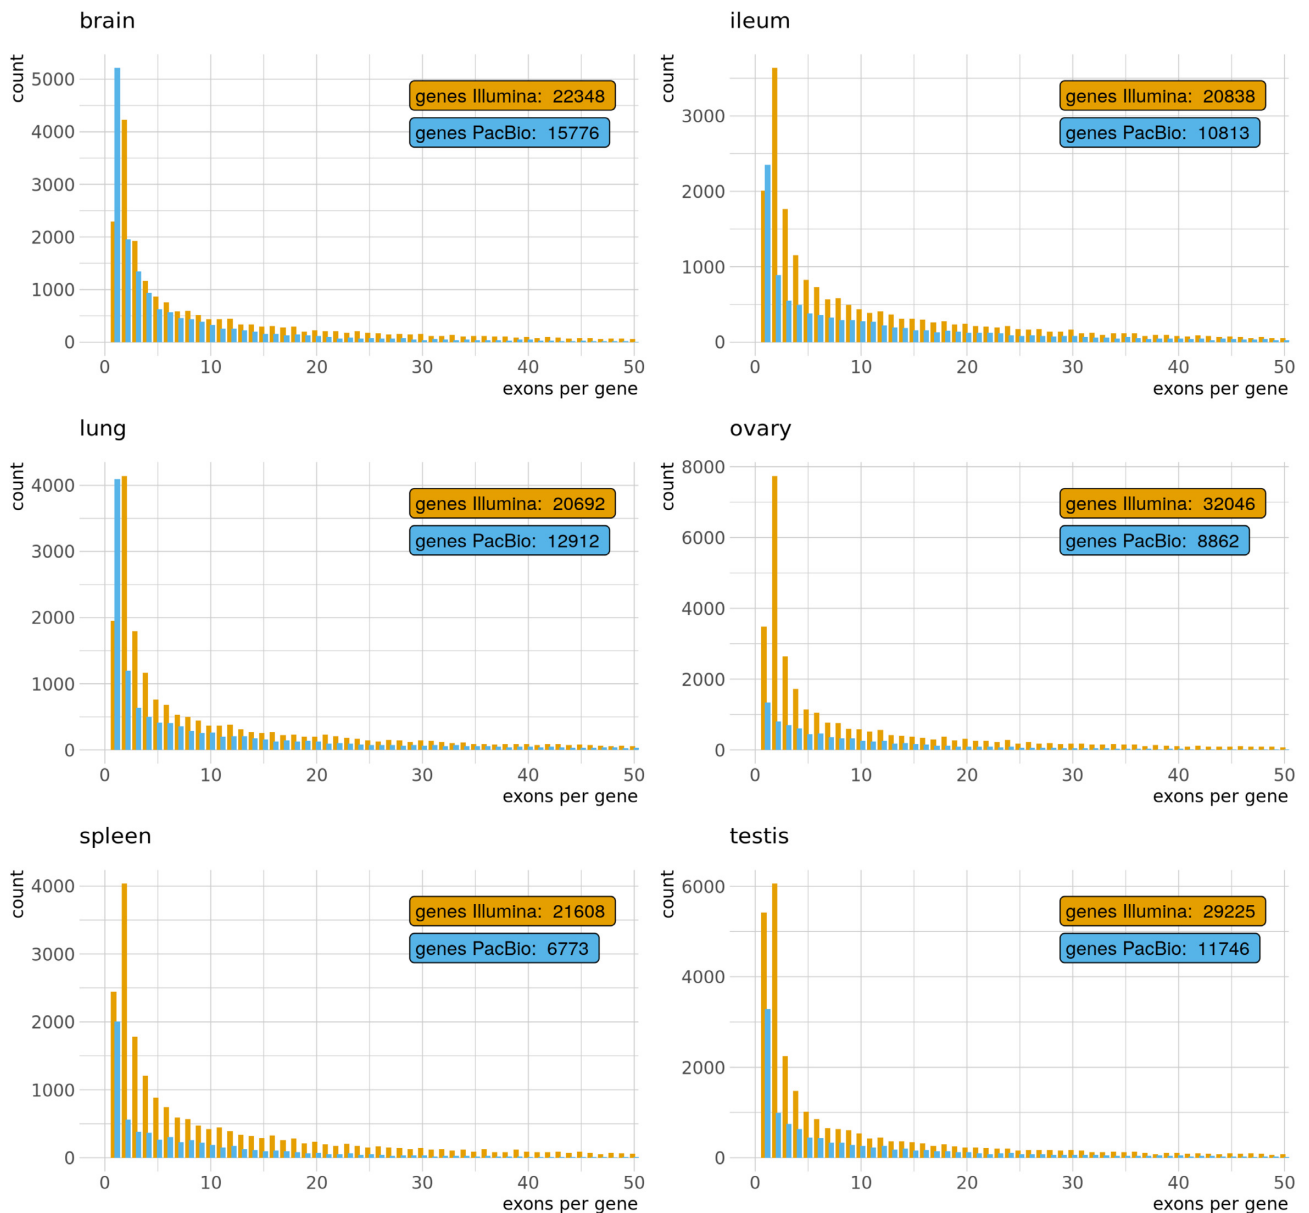 brain
count
5000
4000
3000
2000
1000
0
genes Illumina: 22348
genes PacBio: 15776
0 10 20 30 40 50
exons per gene
ileum
count
3000
2000
1000
0
genes Illumina: 20838
genes PacBio: 10813
0 10 20 30 40 50
exons per gene
lung
count
4000
3000
2000
1000
0
genes Illumina: 20692
genes PacBio: 12912
0 10 20 30 40 50
exons per gene
ovary
count
8000
6000
4000
2000
0
genes Illumina: 32046
genes PacBio: 8862
0 10 20 30 40 50
exons per gene
spleen
count
4000
3000
2000
1000
0
genes Illumina: 21608
genes PacBio: 6773
0 10 20 30 40 50
exons per gene
testis
count
6000
4000
2000
0
genes Illumina: 29225
genes PacBio: 11746
0 10 20 30 40 50
exons per gene